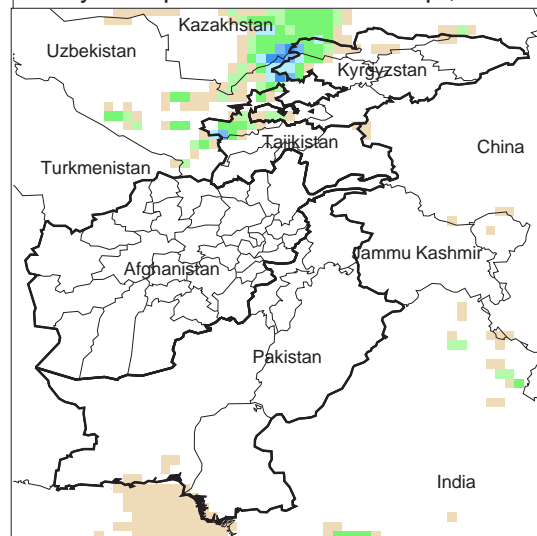 Kazakhstan
Uzbekistan
Kyrgyzstan
Tajikistan
China
Turkmenistan
Jammu Kashmir
Afghanistan
Pakistan
India